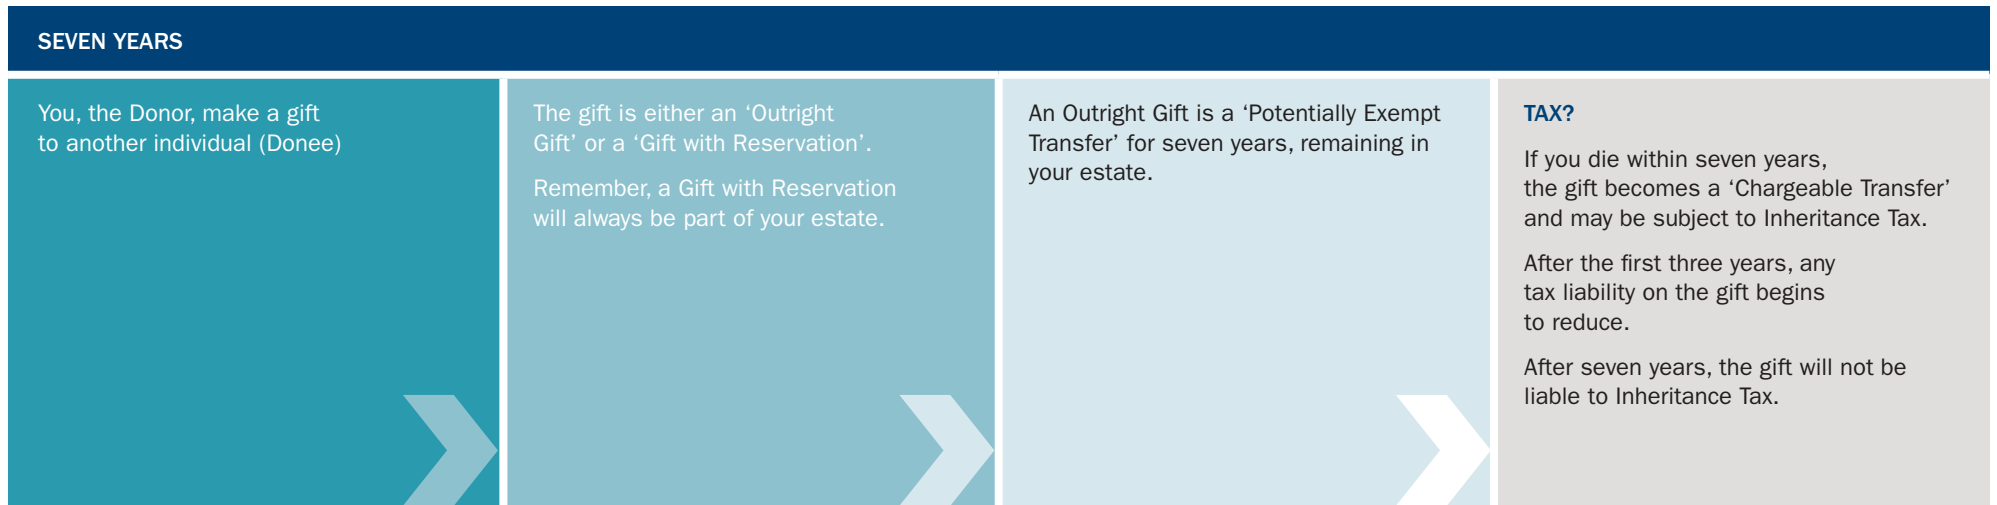 SEVEN YEARS
You, the Donor, make a gift
to another individual (Donee)
The gift is either an ‘Outright
Gift’ or a ‘Gift with Reservation’.
Remember, a Gift with Reservation
will always be part of your estate.
An Outright Gift is a ‘Potentially Exempt
Transfer’ for seven years, remaining in
your estate.
TAX?
If you die within seven years,
the gift becomes a ‘Chargeable Transfer’
and may be subject to Inheritance Tax.
After the first three years, any
tax liability on the gift begins
to reduce.
After seven years, the gift will not be
liable to Inheritance Tax.